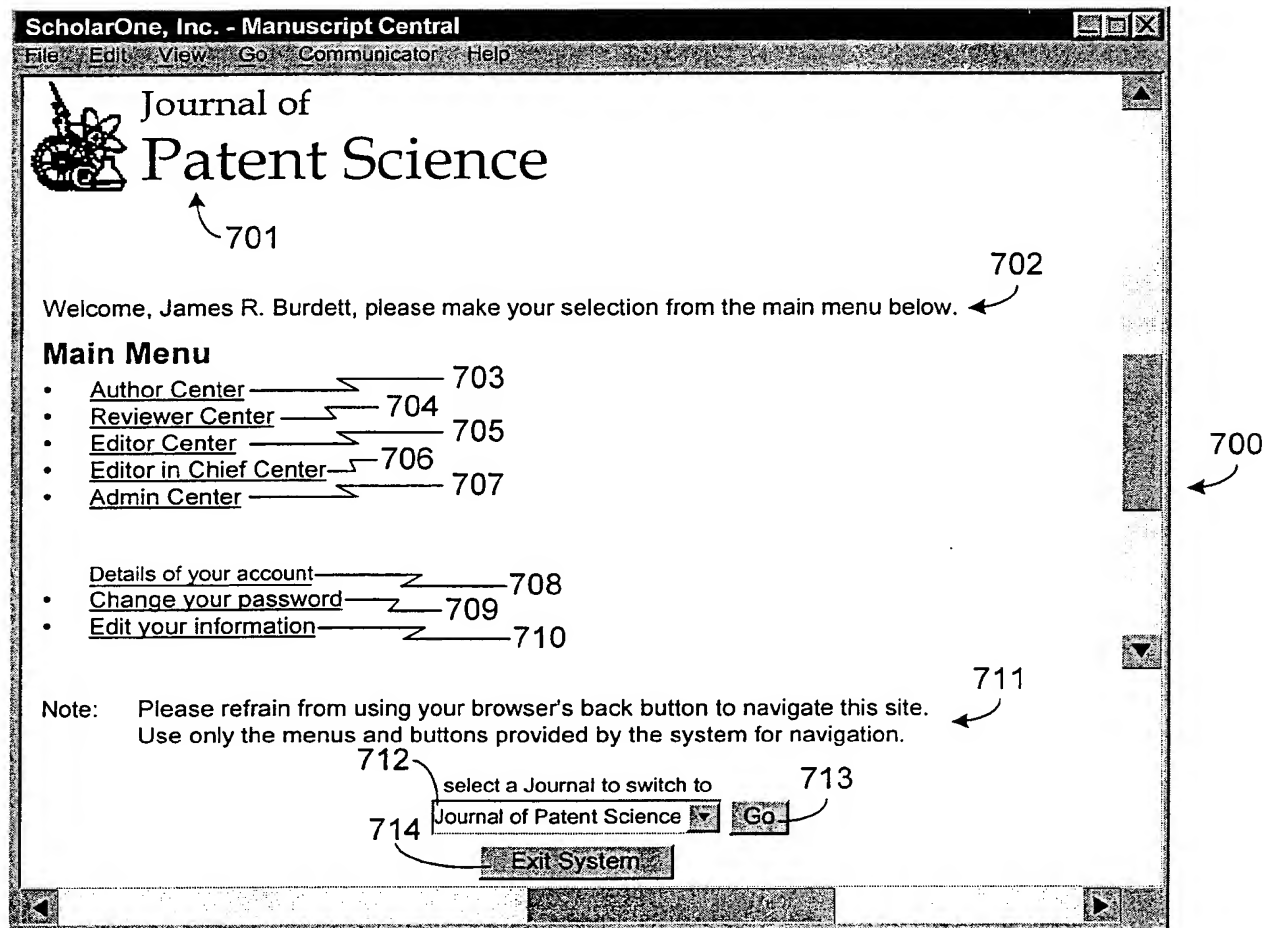 ScholarOne, Inc. - Manuscript Central
File Edit View Go Communicator Help
Journal of
Patent Science
701
702
Welcome, James R. Burdett, please make your selection from the main menu below.
Main Menu
• Author Center 703
• Reviewer Center 704
• Editor Center 705
• Editor in Chief Center 706
• Admin Center 707
700
Details of your account 708
• Change your password 709
• Edit your information 710
711
Note: Please refrain from using your browser's back button to navigate this site.
Use only the menus and buttons provided by the system for navigation.
712
select a Journal to switch to
713
Journal of Patent Science Go
714
Exit System